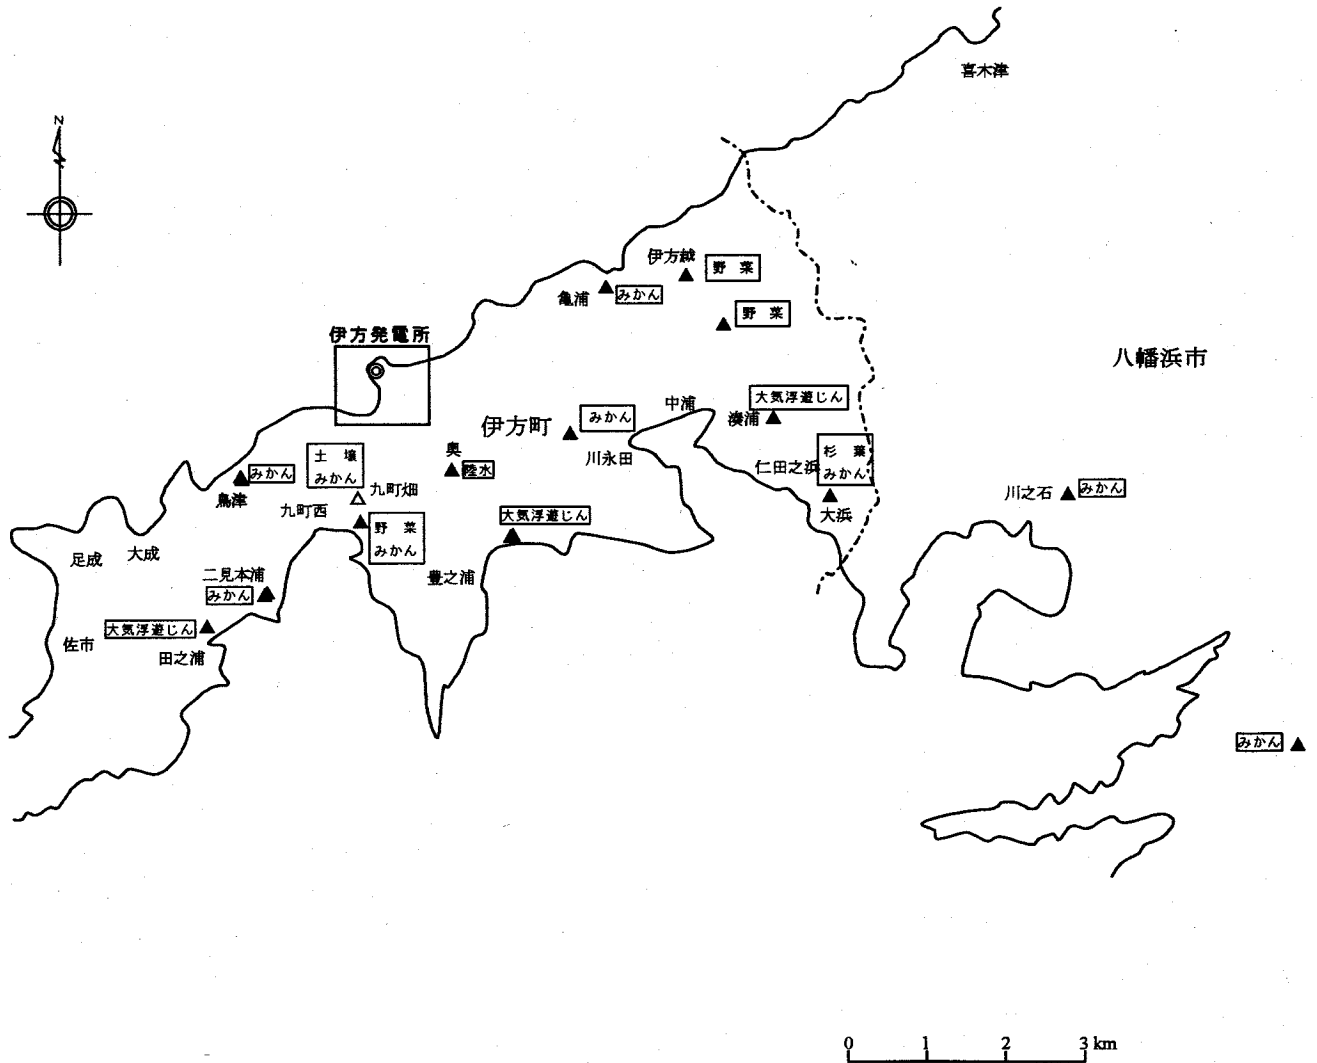 喜木津
N
伊方越
野菜
亀浦
みかん
野菜
伊方発電所
八幡浜市
大気浮遊じん
中浦
湊浦
みかん
伊方町
川永田
奥
陸水
土壌
みかん
九町畑
九町西
野菜
みかん
杉葉
みかん
仁田之浜
大浜
川之石
みかん
みかん
鳥津
大気浮遊じん
足成
大成
豊之浦
二見本浦
みかん
大気浮遊じん
佐市
田之浦
みかん
0 1 2 3 km